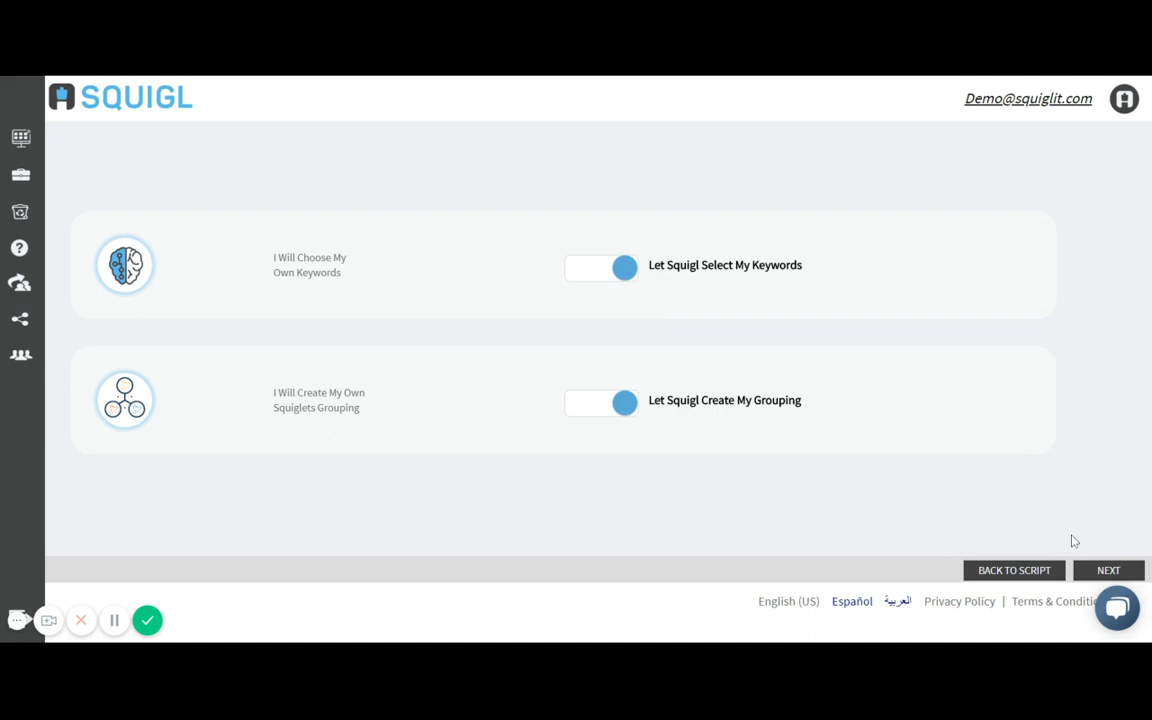 SQUIGL
Demo@squiglit.com
I Will Choose My
Own Keywords
Let Squigl Select My Keywords
I Will Create My Own
Squiglets Grouping
Let Squigl Create My Grouping
BACK TO SCRIPT
NEXT
English (US) Español العربية Privacy Policy | Terms & Conditio